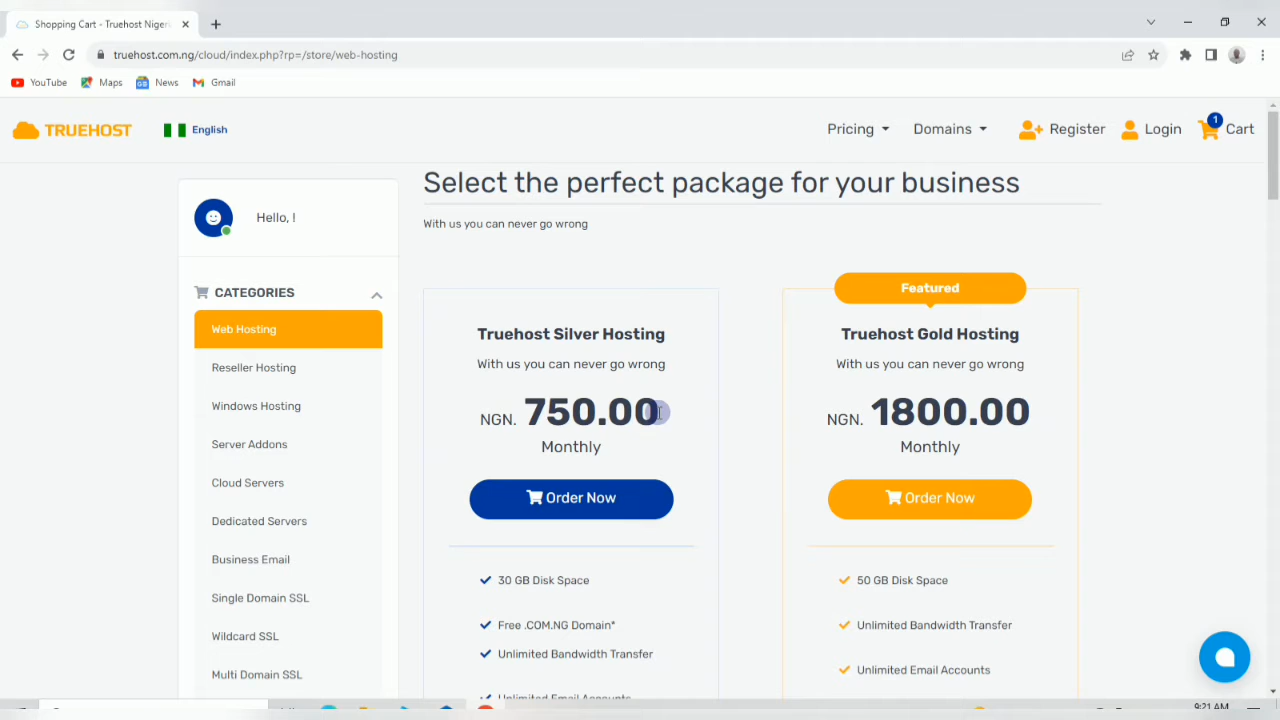 Shopping Cart - Truehost Nigeri
truehost.com.ng/cloud/index.php?rp=/store/web-hosting
YouTube Maps News Gmail
TRUEHOST English Pricing Domains Register Login 1 Cart
Select the perfect package for your business
With us you can never go wrong
Hello, !
CATEGORIES
Web Hosting
Reseller Hosting
Windows Hosting
Server Addons
Cloud Servers
Dedicated Servers
Business Email
Single Domain SSL
Wildcard SSL
Multi Domain SSL
Truehost Silver Hosting
With us you can never go wrong
NGN. 750.00
Monthly
Order Now
30 GB Disk Space
Free .COM.NG Domain*
Unlimited Bandwidth Transfer
Unlimited Email Accounts
Featured
Truehost Gold Hosting
With us you can never go wrong
NGN. 1800.00
Monthly
Order Now
50 GB Disk Space
Unlimited Bandwidth Transfer
Unlimited Email Accounts
9:21 AM